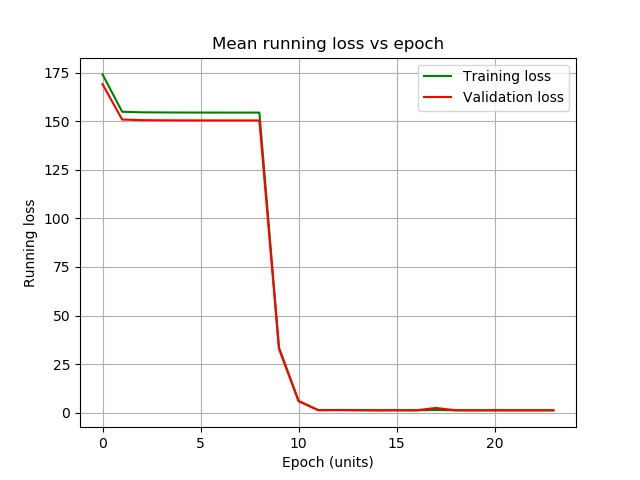 Mean running loss vs epoch
Training loss
Validation loss
175
150
125
100
75
50
25
0
Running loss
0 5 10 15 20
Epoch (units)